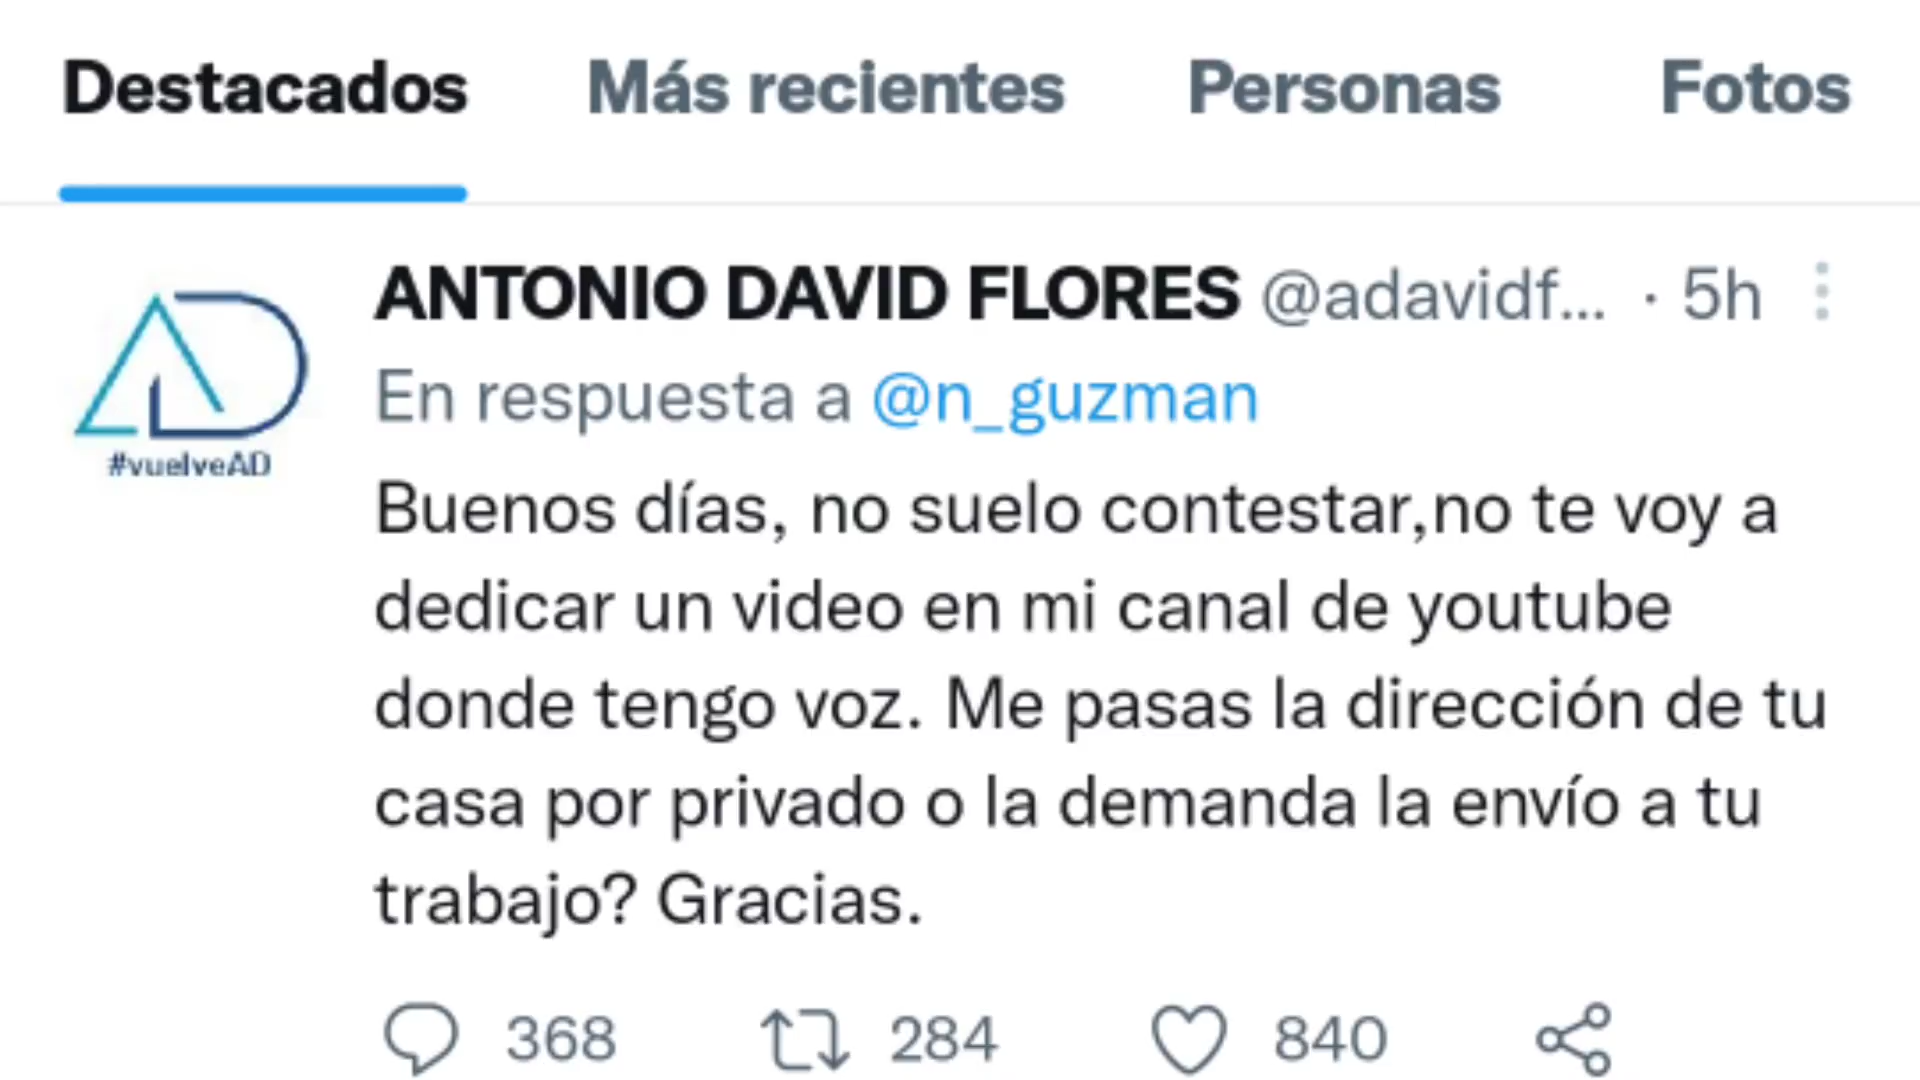 Destacados Más recientes Personas Fotos
ANTONIO DAVID FLORES @adavidf... · 5h
En respuesta a @n_guzman
#vuelveAD
Buenos días, no suelo contestar,no te voy a
dedicar un video en mi canal de youtube
donde tengo voz. Me pasas la dirección de tu
casa por privado o la demanda la envío a tu
trabajo? Gracias.
368 284 840